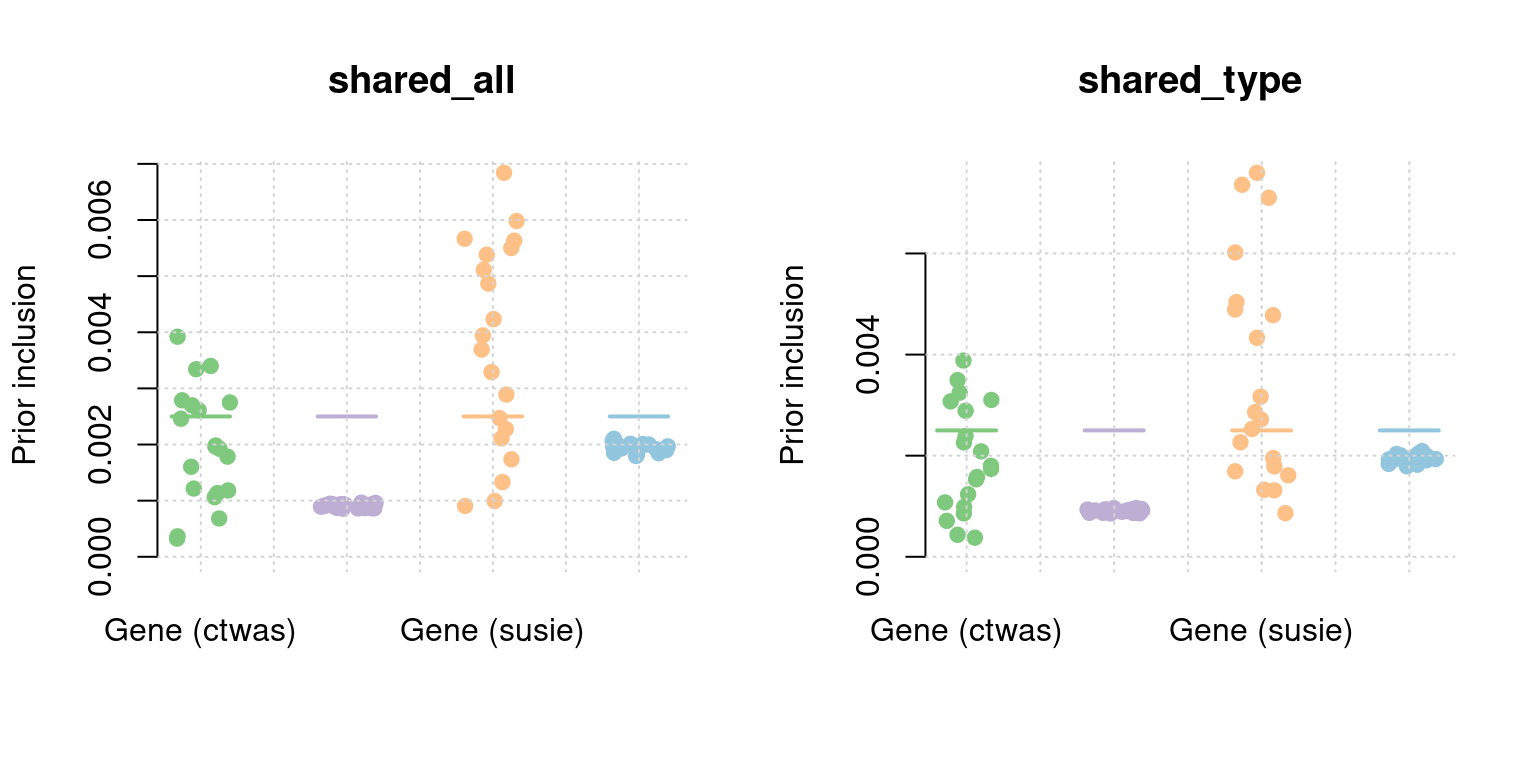 shared_all
Prior inclusion
0.006
0.004
0.002
0.000
Gene (ctwas)
Gene (susie)
shared_type
Prior inclusion
0.004
0.000
Gene (ctwas)
Gene (susie)